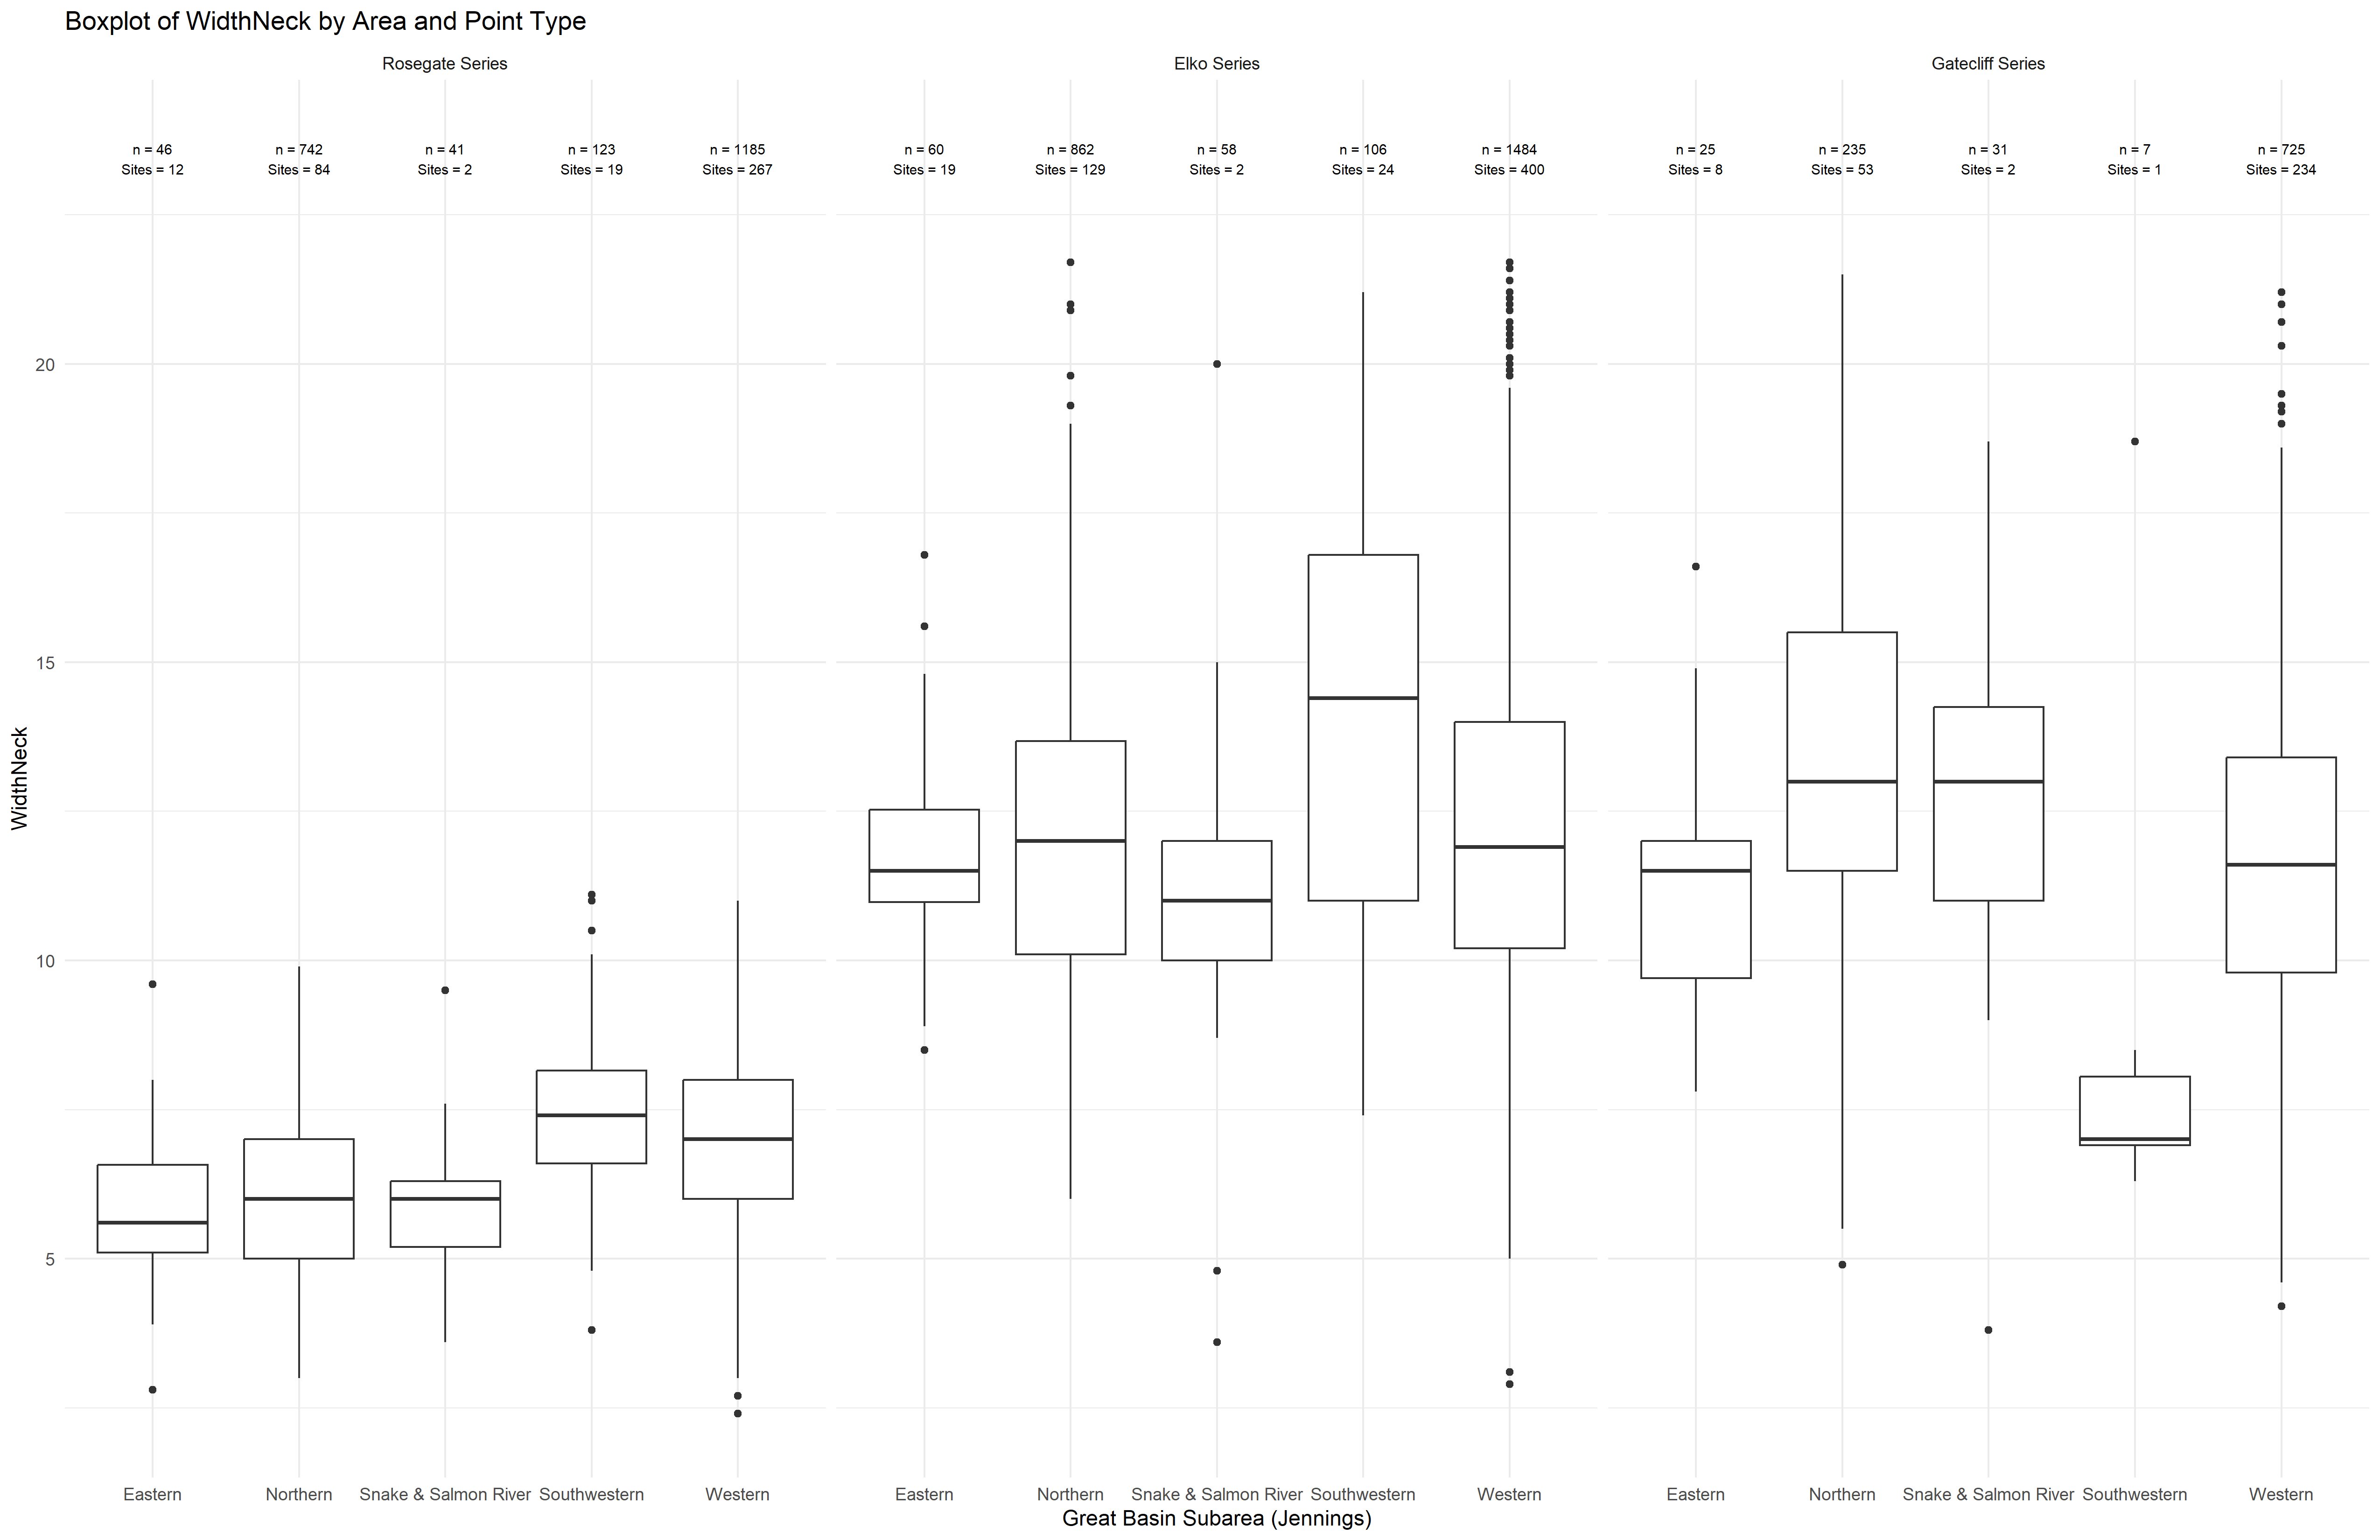 Boxplot of WidthNeck by Area and Point Type
Rosegate Series
Elko Series
Gatecliff Series
n = 46
Sites = 12
n = 742
Sites = 84
n = 41
Sites = 2
n = 123
Sites = 19
n = 1185
Sites = 267
n = 60
Sites = 19
n = 862
Sites = 129
n = 58
Sites = 2
n = 106
Sites = 24
n = 1484
Sites = 400
n = 25
Sites = 8
n = 235
Sites = 53
n = 31
Sites = 2
n = 7
Sites = 1
n = 725
Sites = 234
20
15
10
5
WidthNeck
Eastern
Northern
Snake & Salmon River
Southwestern
Western
Eastern
Northern
Snake & Salmon River
Southwestern
Western
Eastern
Northern
Snake & Salmon River
Southwestern
Western
Great Basin Subarea (Jennings)